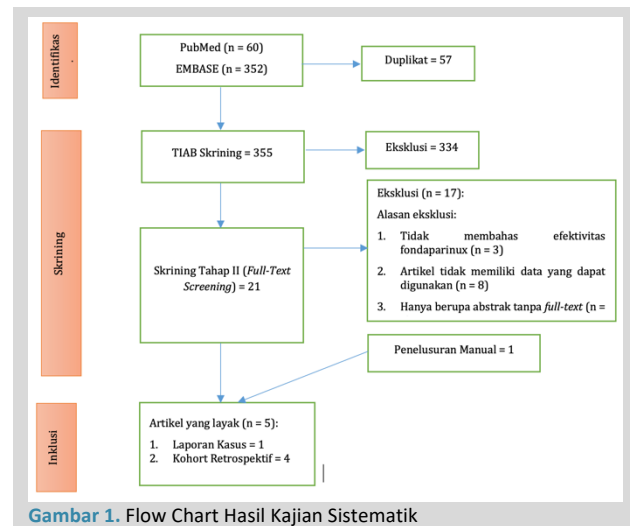 Identifikas
.
PubMed (n = 60)
EMBASE (n = 352)
Duplikat = 57
Skrining
TIAB Skrining = 355
Eksklusi = 334
Skrining Tahap II (Full-Text
Screening) = 21
Eksklusi (n = 17):
Alasan eksklusi:
1. Tidak membahas efektivitas
fondaparinux (n = 3)
2. Artikel tidak memiliki data yang dapat
digunakan (n = 8)
3. Hanya berupa abstrak tanpa full-text (n =
Penelusuran Manual = 1
Inklusi
Artikel yang layak (n = 5):
1. Laporan Kasus = 1
2. Kohort Retrospektif = 4
Gambar 1. Flow Chart Hasil Kajian Sistematik